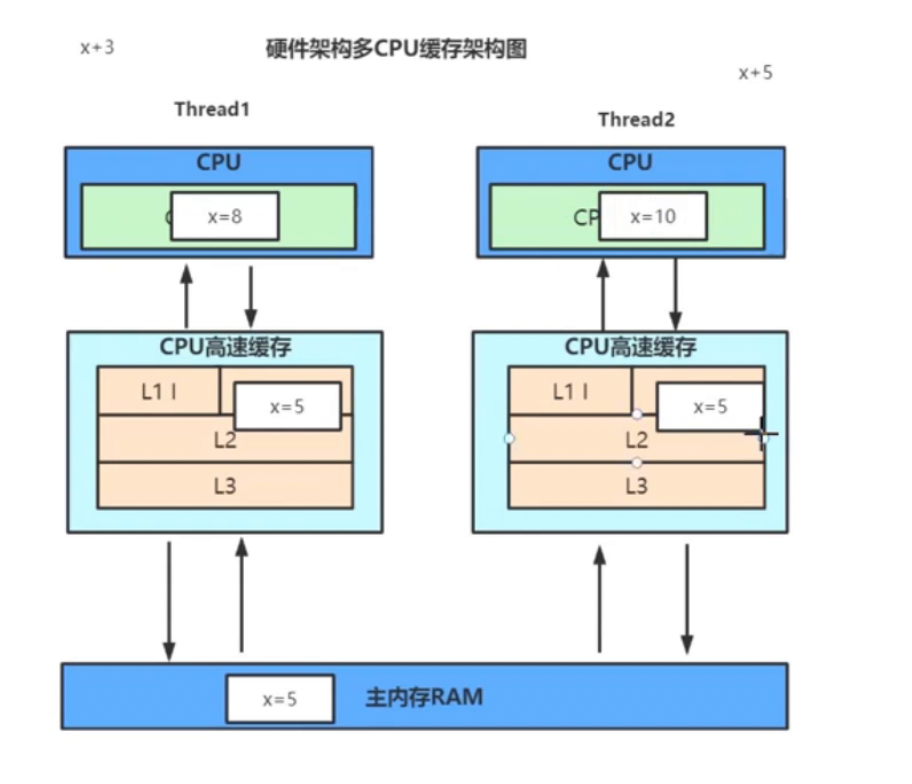 x+3
硬件架构多CPU缓存架构图
x+5
Thread1
Thread2
CPU
CPU
x=8
CP
x=10
CPU高速缓存
CPU高速缓存
L1 I
x=5
L1 I
x=5
L2
L2
L3
L3
x=5
主内存RAM